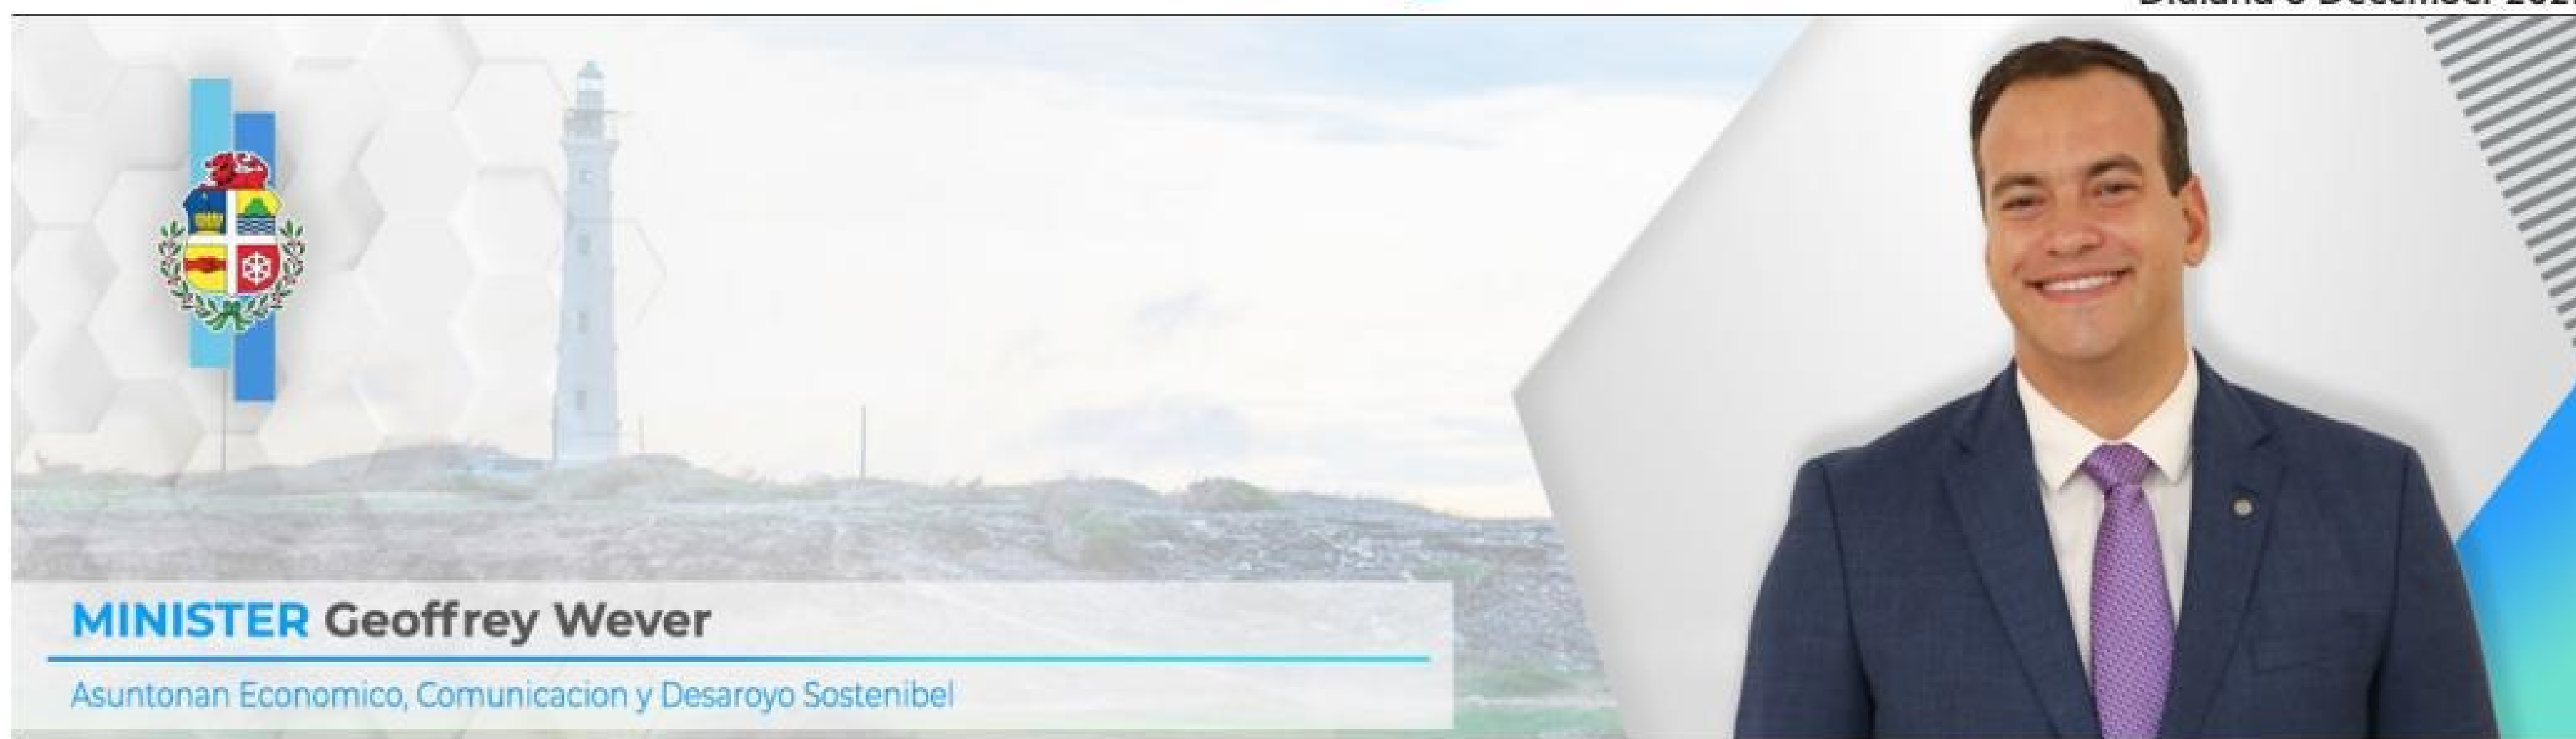 MINISTER Geoffrey Wever
Asuntonan Economico, Comunicacion y Desaroyo Sostenibel